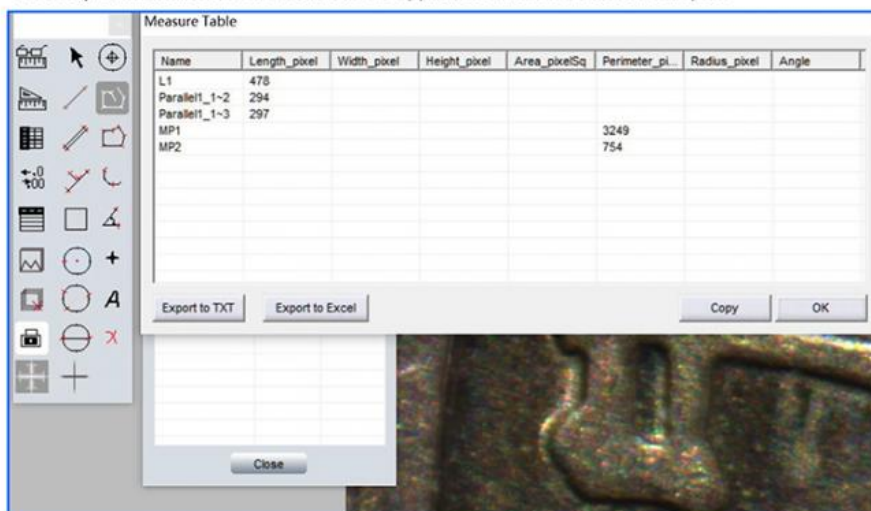 Measure Table
Name Length_pixel Width_pixel Height_pixel Area_pixelSq Perimeter_pi... Radius_pixel Angle
L1 478
Parallel1_1~2 294
Parallel1_1~3 297
MP1 3249
MP2 754
Export to TXT Export to Excel Copy OK
Close